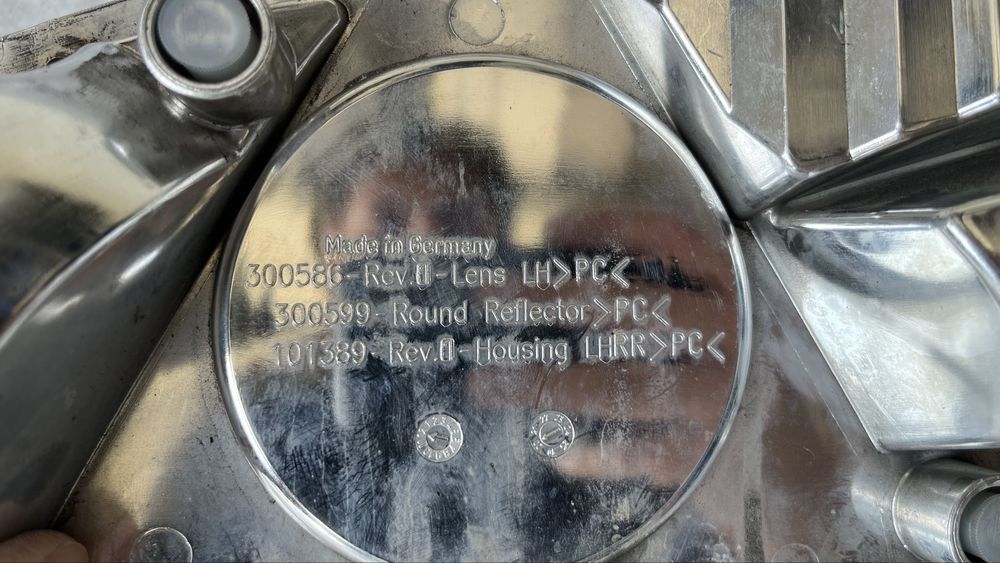 Made in Germany
300586-Rev.0-Lens LH>PC<
300599-Round Reflector>PC<
101389-Rev.0-Housing LHRR>PC<